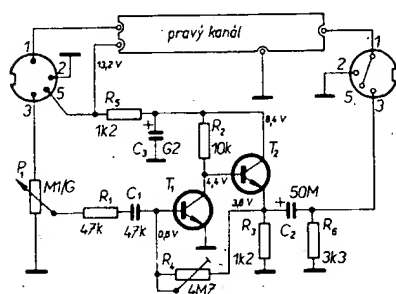 pravý kanál
1
2
3
5
13,2 V
1
2
5
3
R5
1k2
C3
G2
R2
10k
8,4 V
T2
T1
4,4 V
3,8 V
50M
P1
M1/G
R1
47k
C1
47k
0,6 V
R4
4M7
R3
1k2
C2
R6
3k3